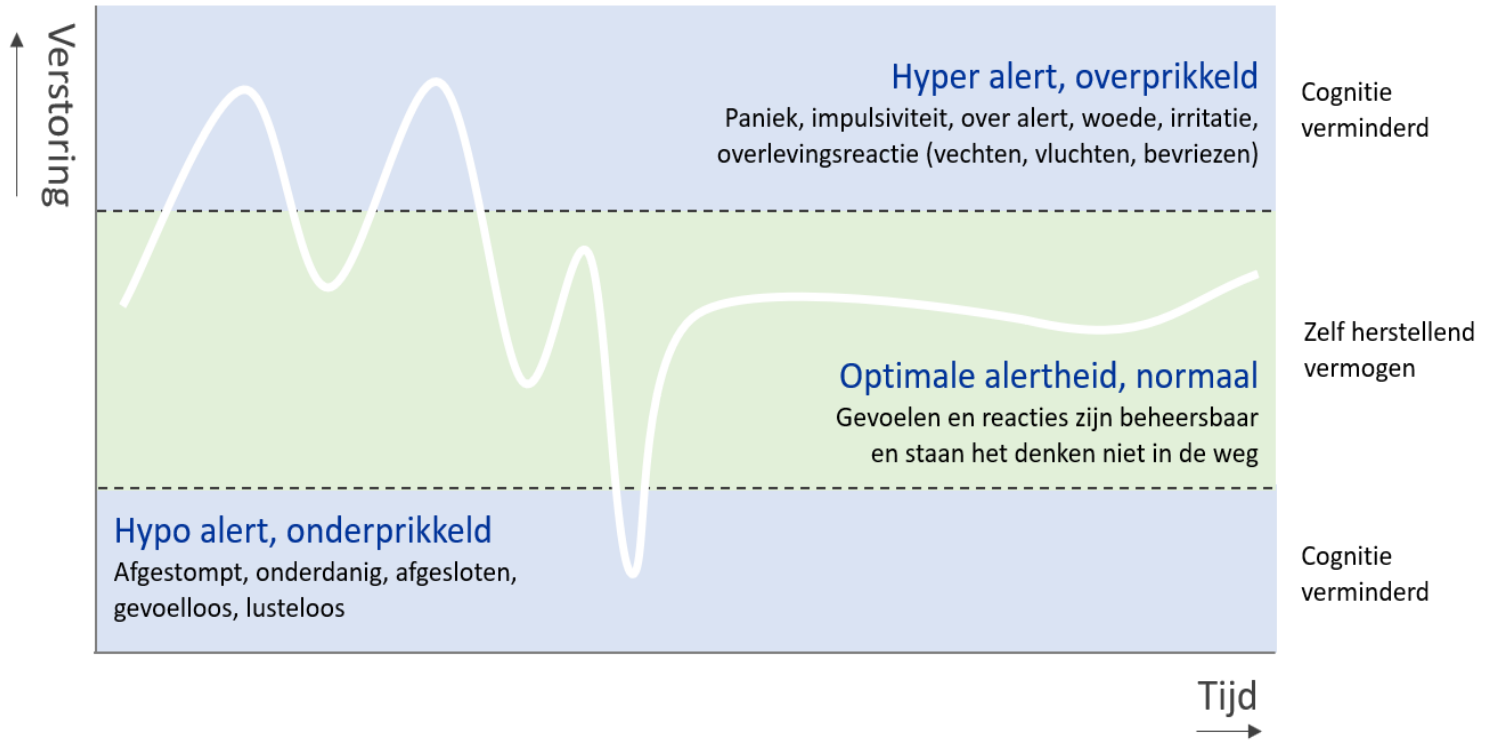 Verstoring
Hyper alert, overprikkeld
Paniek, impulsiviteit, over alert, woede, irritatie,
overlevingsreactie (vechten, vluchten, bevriezen)
Cognitie
verminderd
Optimale alertheid, normaal
Gevoelen en reacties zijn beheersbaar
en staan het denken niet in de weg
Zelf herstellend
vermogen
Hypo alert, onderprikkeld
Afgestompt, onderdanig, afgesloten,
gevoelloos, lusteloos
Cognitie
verminderd
Tijd